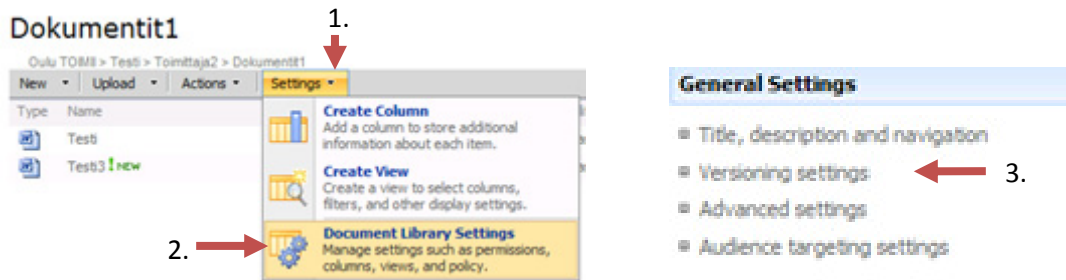 Dokumentit1
1.
Oulu TOIMII > Testi > Toimittaja2 > Dokumentit1
New Upload Actions Settings
Type Name
Testi
Testi3 ! NEW
Create Column
Add a column to store additional
information about each item.
Create View
Create a view to select columns,
filters, and other display settings.
2.
Document Library Settings
Manage settings such as permissions,
columns, views, and policy.
General Settings
Title, description and navigation
Versioning settings
3.
Advanced settings
Audience targeting settings